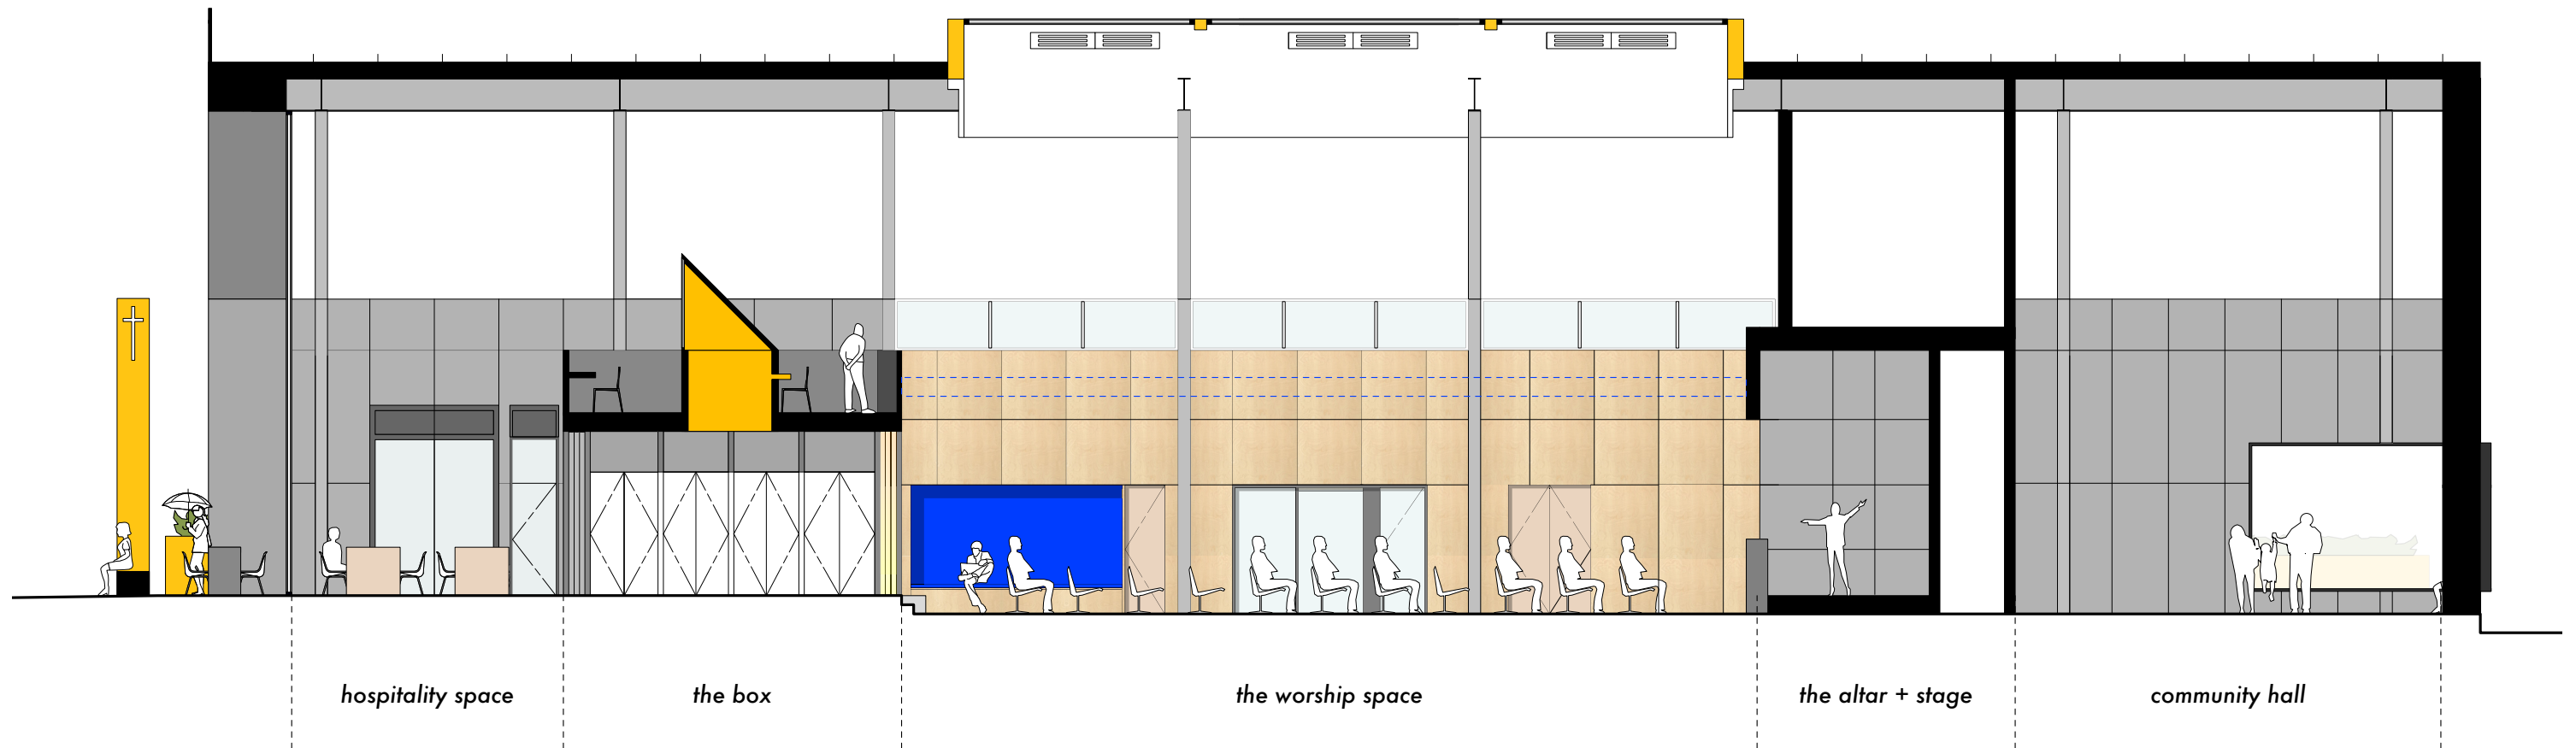 hospitality space
the box
the worship space
the altar + stage
community hall